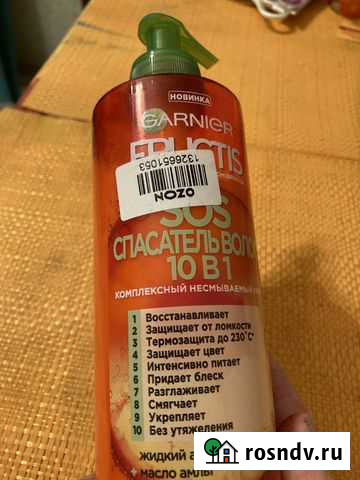 НОВИНКА
GARNIER
FRUCTIS
1326651053
OZON
SOS
СПАСАТЕЛЬ ВОЛО
10 В 1
КОМПЛЕКСНЫЙ НЕСМЫВАЕМЫЙ
1 Восстанавливает
2 Защищает от ломкости
3 Термозащита до 230°C*
4 Защищает цвет
5 Интенсивно питает
6 Придает блеск
7 Разглаживает
8 Смягчает
9 Укрепляет
10 Без утяжеления
жидкий а
+ масло амлы
rosndv.ru